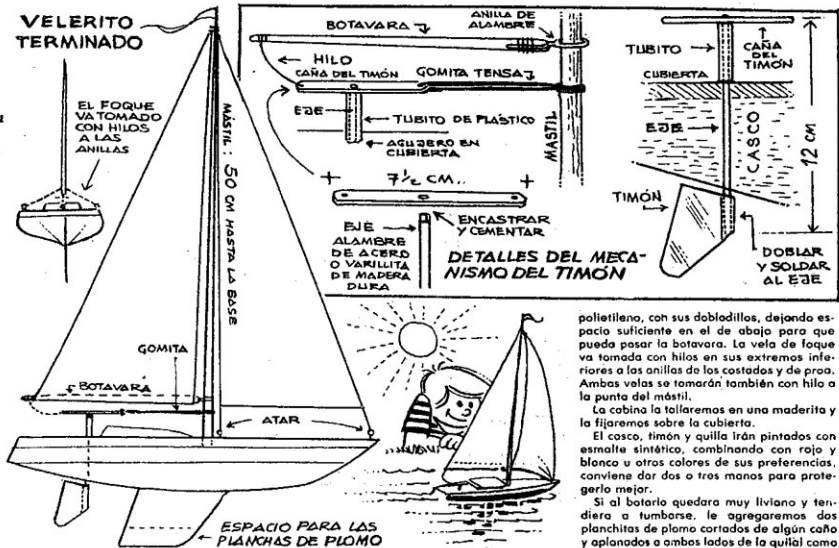 VELERITO
TERMINADO
EL FOQUE
VA TOMADO
CON HILOS
A LAS
ANILLAS
MÁSTIL: 50 CM HASTA LA BASE
GOMITA
BOTAVARA
ATAR
ESPACIO PARA LAS
PLANCHAS DE PLOMO
BOTAVARA
ANILLA DE
ALAMBRE
HILO
CAÑA DEL TIMÓN
GOMITA TENSA
EJE
TUBITO DE PLÁSTICO
AGUJERO EN
CUBIERTA
MASTIL
7 1/2 CM..
EJE
ALAMBRE
DE ACERO
O VARILLITA
DE MADERA
DURA
ENCASTRAR
Y CEMENTAR
DETALLES DEL MECA-
NISMO DEL TIMÓN
TUBITO
CAÑA
DEL
TIMÓN
CUBIERTA
EJE
CASCO
12 CM
TIMÓN
DOBLAR
Y SOLDAR
AL EJE
polietileno, con sus dobladillos, dejando es-
pacio suficiente en el de abajo para que
pueda pasar la botavara. La vela de foque
va tomada con hilos en sus extremos infe-
riores a las anillas de los costados y de proa.
Ambas velas se tomarán también con hilo a
la punta del mástil.
La cabina la tallaremos en una maderita y
la fijaremos sobre la cubierta.
El casco, timón y quilla irán pintados con
esmalte sintético, combinando con rojo y
blanco u otros colores de sus preferencias,
conviene dar dos o tres manos para prote-
gerlo mejor.
Si al botarlo quedara muy liviano y ten-
diera a tumbarse, le agregaremos dos
planchitas de plomo cortados de algún caño
y aplanados a ambos lados de la quilla como